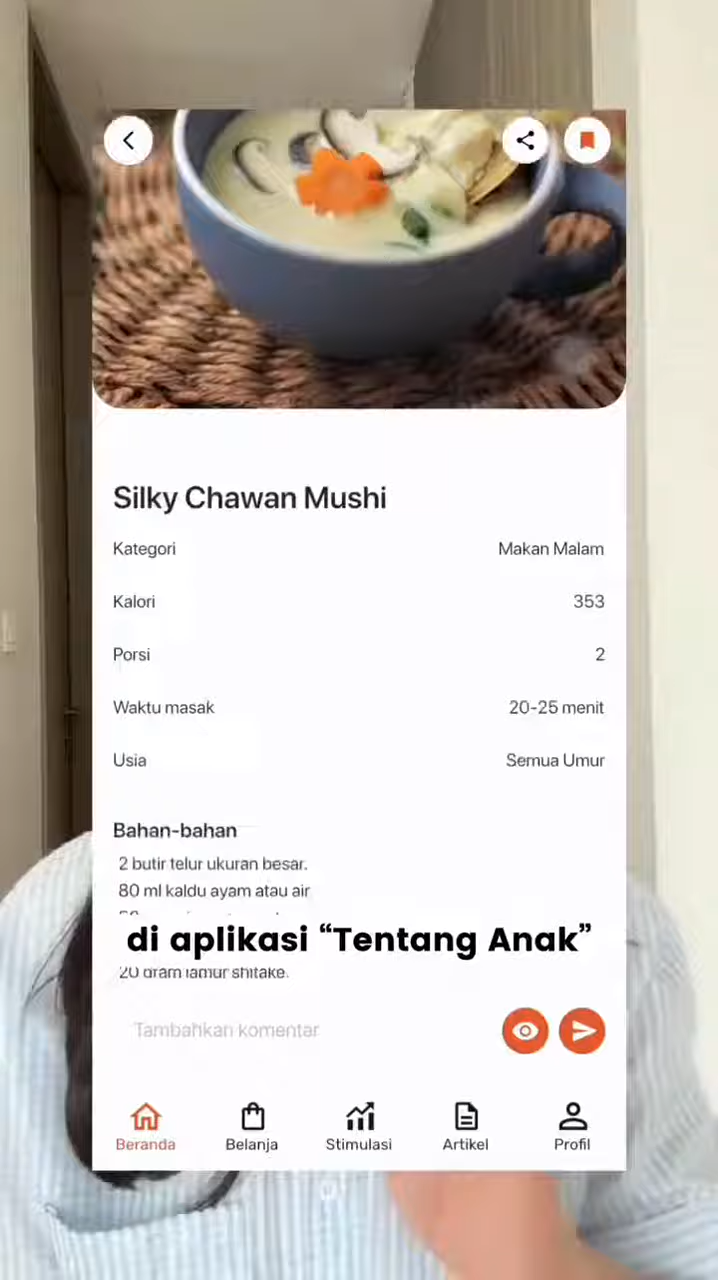 Silky Chawan Mushi
Kategori Makan Malam
Kalori 353
Porsi 2
Waktu masak 20-25 menit
Usia Semua Umur
Bahan-bahan
2 butir telur ukuran besar.
80 ml kaldu ayam atau air
di aplikasi “Tentang Anak”
20 gram jamur shitake.
Tambahkan komentar
Beranda Belanja Stimulasi Artikel Profil